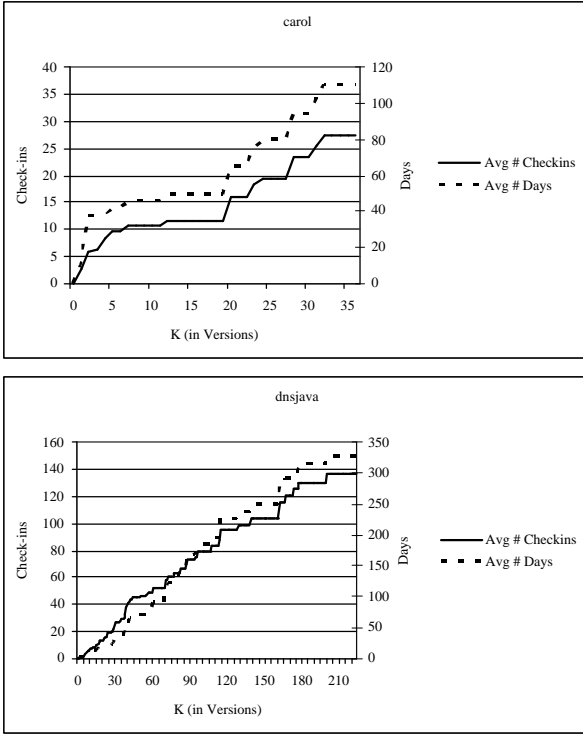 carol
40
35
30
25
20
15
10
5
0
Check-ins
120
100
80
60
40
20
0
Days
0 5 10 15 20 25 30 35
K (in Versions)
Avg # Checkins
Avg # Days
dnsjava
160
140
120
100
80
60
40
20
0
Check-ins
350
300
250
200
150
100
50
0
Days
0 30 60 90 120 150 180 210
K (in Versions)
Avg # Checkins
Avg # Days